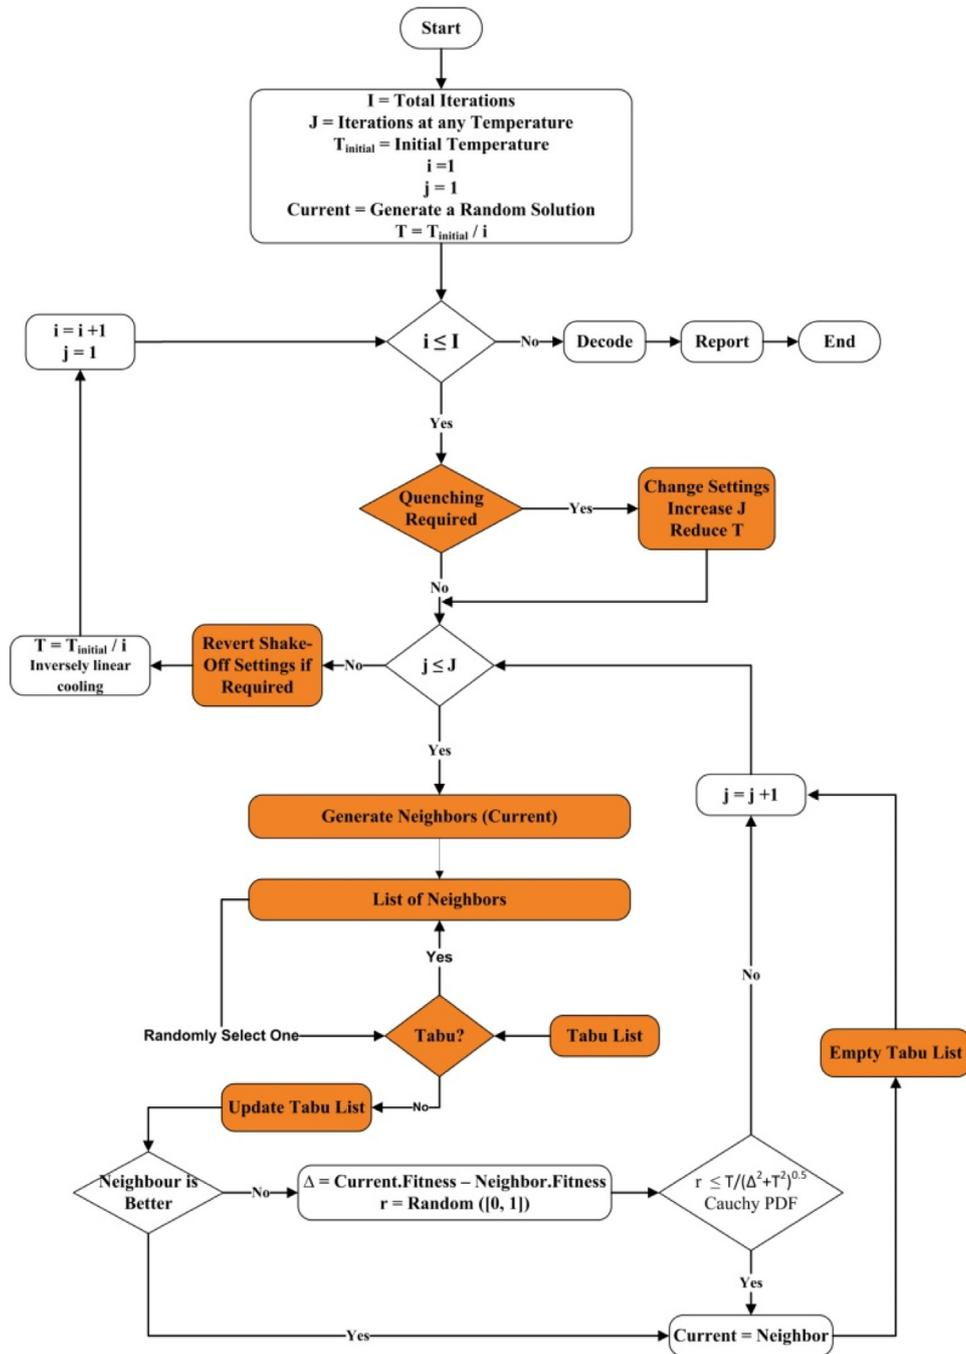 Start
I = Total Iterations
J = Iterations at any Temperature
Tinitial = Initial Temperature
i =1
j = 1
Current = Generate a Random Solution
T = Tinitial / i
i = i +1
j = 1
i ≤ I
No
Decode
Report
End
Yes
Quenching
Required
Yes
Change Settings
Increase J
Reduce T
No
T = Tinitial / i
Inversely linear
cooling
Revert Shake-
Off Settings if
Required
No
j ≤ J
Yes
j = j +1
Generate Neighbors (Current)
List of Neighbors
Yes
No
Randomly Select One
Tabu?
Tabu List
Empty Tabu List
Update Tabu List
No
Neighbour is
Better
No
Δ = Current.Fitness – Neighbor.Fitness
r = Random ([0, 1])
r ≤ T/(Δ²+T²)^0.5
Cauchy PDF
Yes
Yes
Current = Neighbor